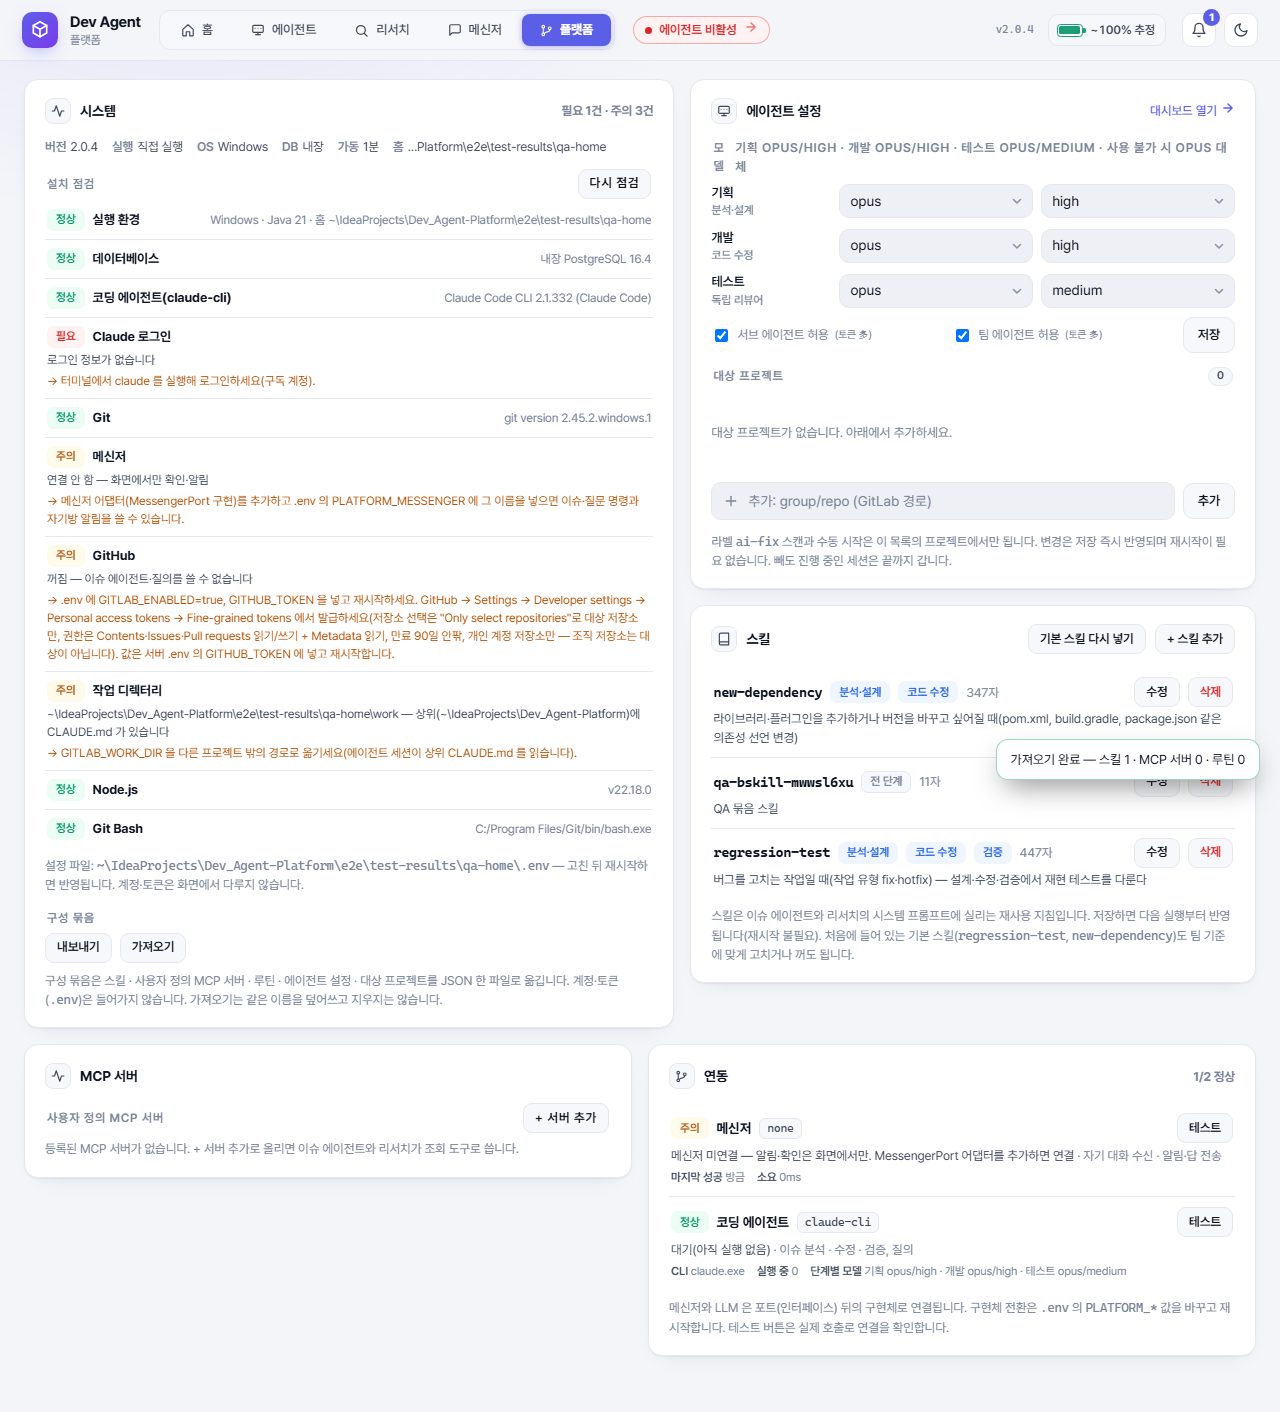 Dev Agent
플랫폼
홈
에이전트
리서치
메신저
플랫폼
에이전트 비활성 →
v2.0.4
~100% 추정
1
시스템
필요 1건 · 주의 3건
버전 2.0.4 실행 직접 실행 OS Windows DB 내장 가동 1분 홈 ...Platform\e2e\test-results\qa-home
설치 점검
다시 점검
정상 실행 환경 Windows · Java 21 · 홈 ~\IdeaProjects\Dev_Agent-Platform\e2e\test-results\qa-home
정상 데이터베이스 내장 PostgreSQL 16.4
정상 코딩 에이전트(claude-cli) Claude Code CLI 2.1.332 (Claude Code)
필요 Claude 로그인
로그인 정보가 없습니다
→ 터미널에서 claude 를 실행해 로그인하세요(구독 계정).
정상 Git git version 2.45.2.windows.1
주의 메신저
연결 안 함 — 화면에서만 확인·알림
→ 메신저 어댑터(MessengerPort 구현)를 추가하고 .env 의 PLATFORM_MESSENGER 에 그 이름을 넣으면 이슈·질문 명령과
자기방 알림을 쓸 수 있습니다.
주의 GitHub
꺼짐 — 이슈 에이전트·질의를 쓸 수 없습니다
→ .env 에 GITLAB_ENABLED=true, GITHUB_TOKEN 을 넣고 재시작하세요. GitHub → Settings → Developer settings →
Personal access tokens → Fine-grained tokens 에서 발급하세요(저장소 선택은 "Only select repositories"로 대상 저장소
만, 권한은 Contents·Issues·Pull requests 읽기/쓰기 + Metadata 읽기, 만료 90일 안팎, 개인 계정 저장소만 — 조직 저장소는 대
상이 아닙니다). 값은 서버 .env 의 GITHUB_TOKEN 에 넣고 재시작합니다.
주의 작업 디렉터리
~\IdeaProjects\Dev_Agent-Platform\e2e\test-results\qa-home\work — 상위(~\IdeaProjects\Dev_Agent-Platform)에
CLAUDE.md 가 있습니다
→ GITLAB_WORK_DIR 을 다른 프로젝트 밖의 경로로 옮기세요(에이전트 세션이 상위 CLAUDE.md 를 읽습니다).
정상 Node.js v22.18.0
정상 Git Bash C:/Program Files/Git/bin/bash.exe
설정 파일: ~\IdeaProjects\Dev_Agent-Platform\e2e\test-results\qa-home\.env — 고친 뒤 재시작하
면 반영됩니다. 계정·토큰은 화면에서 다루지 않습니다.
구성 묶음
내보내기
가져오기
구성 묶음은 스킬 · 사용자 정의 MCP 서버 · 루틴 · 에이전트 설정 · 대상 프로젝트를 JSON 한 파일로 옮깁니다. 계정·토큰
(.env)은 들어가지 않습니다. 가져오기는 같은 이름을 덮어쓰고 지우지는 않습니다.
에이전트 설정
대시보드 열기 →
모 기획 OPUS/HIGH · 개발 OPUS/HIGH · 테스트 OPUS/MEDIUM · 사용 불가 시 OPUS 대
델 체
기획
분석·설계
opus
high
개발
코드 수정
opus
high
테스트
독립 리뷰어
opus
medium
서브 에이전트 허용 (토큰 多)
팀 에이전트 허용 (토큰 多)
저장
대상 프로젝트
0
대상 프로젝트가 없습니다. 아래에서 추가하세요.
추가: group/repo (GitLab 경로)
추가
라벨 ai-fix 스캔과 수동 시작은 이 목록의 프로젝트에서만 됩니다. 변경은 저장 즉시 반영되며 재시작이 필
요 없습니다. 빼도 진행 중인 세션은 끝까지 갑니다.
스킬
기본 스킬 다시 넣기
+ 스킬 추가
new-dependency 분석·설계 코드 수정 347자 수정 삭제
라이브러리·플러그인을 추가하거나 버전을 바꾸고 싶어질 때(pom.xml, build.gradle, package.json 같은
의존성 선언 변경)
가져오기 완료 — 스킬 1 · MCP 서버 0 · 루틴 0
qa-bskill-mwwsl6xu 전 단계 11자 수정 삭제
QA 묶음 스킬
regression-test 분석·설계 코드 수정 검증 447자 수정 삭제
버그를 고치는 작업일 때(작업 유형 fix·hotfix) — 설계·수정·검증에서 재현 테스트를 다룬다
스킬은 이슈 에이전트와 리서치의 시스템 프롬프트에 실리는 재사용 지침입니다. 저장하면 다음 실행부터 반영
됩니다(재시작 불필요). 처음에 들어 있는 기본 스킬(regression-test, new-dependency)도 팀 기준
에 맞게 고치거나 꺼도 됩니다.
MCP 서버
사용자 정의 MCP 서버
+ 서버 추가
등록된 MCP 서버가 없습니다. + 서버 추가로 올리면 이슈 에이전트와 리서치가 조회 도구로 씁니다.
연동
1/2 정상
주의 메신저 none 테스트
메신저 미연결 — 알림·확인은 화면에서만. MessengerPort 어댑터를 추가하면 연결 · 자기 대화 수신 · 알림·답 전송
마지막 성공 방금 소요 0ms
정상 코딩 에이전트 claude-cli 테스트
대기(아직 실행 없음) · 이슈 분석 · 수정 · 검증, 질의
CLI claude.exe 실행 중 0 단계별 모델 기획 opus/high · 개발 opus/high · 테스트 opus/medium
메신저와 LLM 은 포트(인터페이스) 뒤의 구현체로 연결됩니다. 구현체 전환은 .env 의 PLATFORM_* 값을 바꾸고 재
시작합니다. 테스트 버튼은 실제 호출로 연결을 확인합니다.